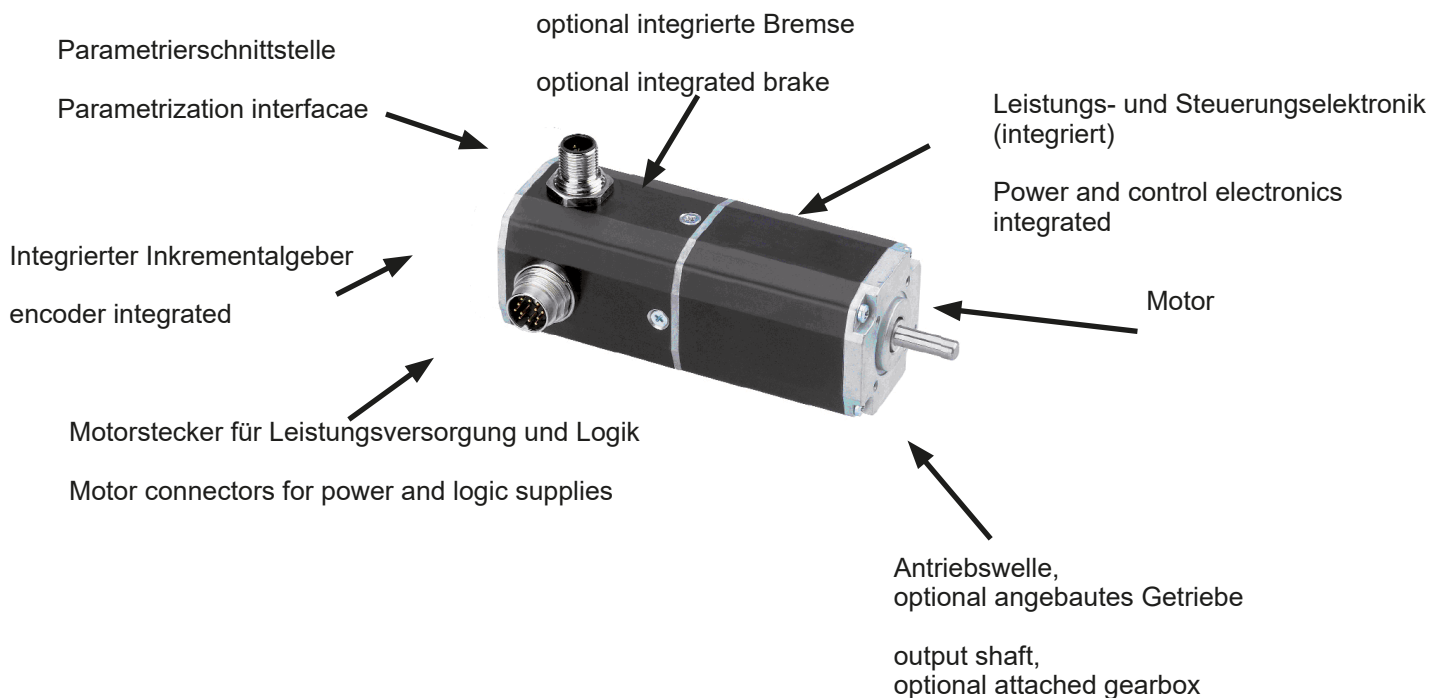 optional integrierte Bremse
optional integrated brake
Parametrierschnittstelle
Parametrization interfacae
Leistungs- und Steuerungselektronik
(integriert)
Power and control electronics
integrated
Integrierter Inkrementalgeber
encoder integrated
Motor
Motorstecker für Leistungsversorgung und Logik
Motor connectors for power and logic supplies
Antriebswelle,
optional angebautes Getriebe
output shaft,
optional attached gearbox